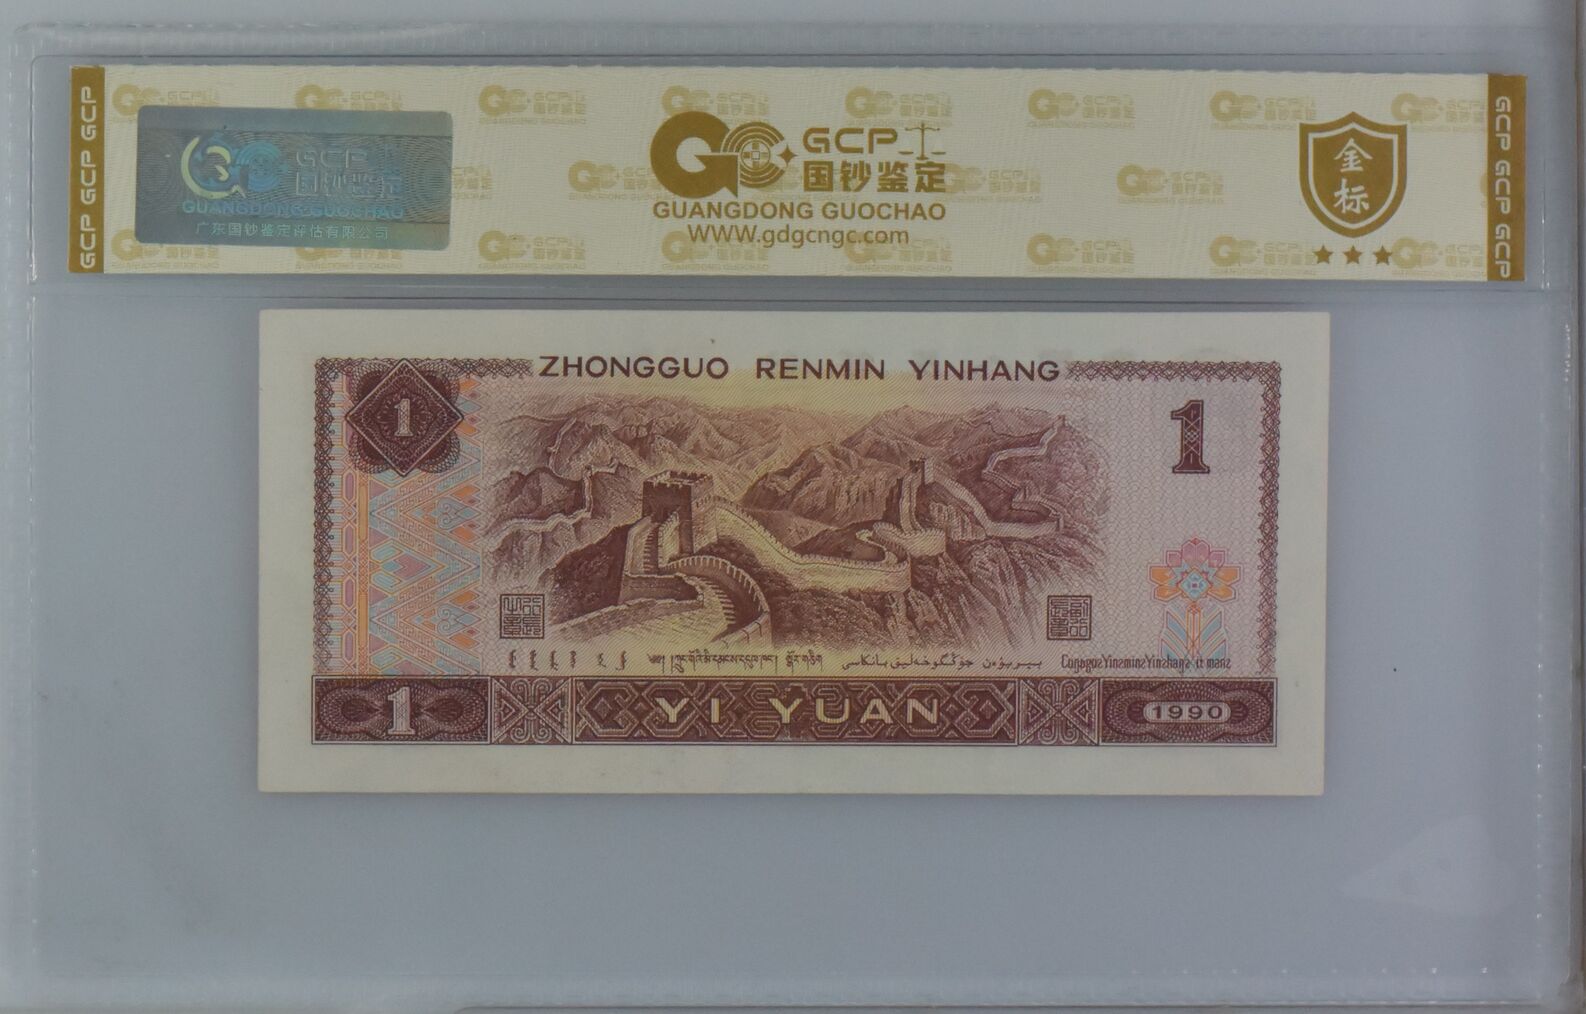 GCP GCP GCP
GCP
国钞鉴定
GUANGDONG GUOCHAO
广东国钞鉴定评估有限公司
GCP
国钞鉴定
GUANGDONG GUOCHAO
WWW.gdgcngc.com
金标
GCP GCP GCP
ZHONGGUO RENMIN YINHANG
1
1
1
YI YUAN
1990